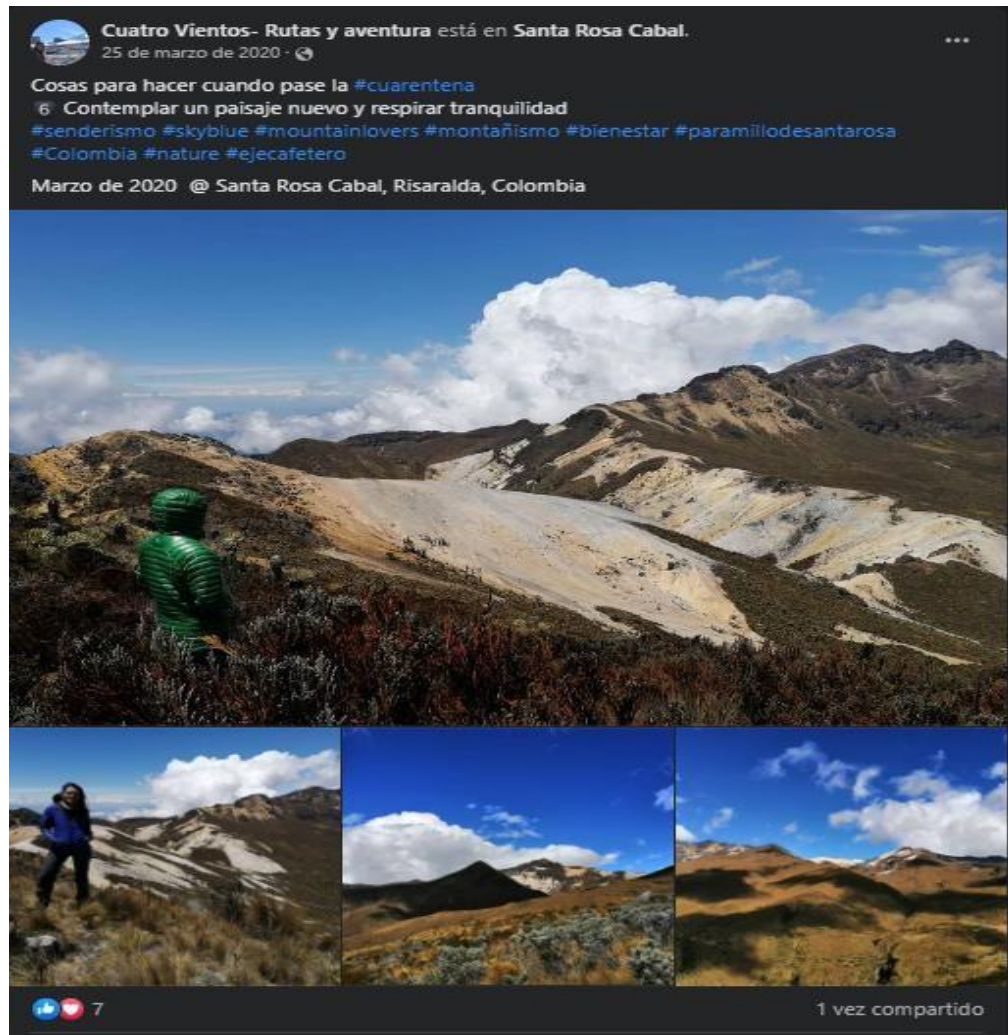 Cuatro Vientos- Rutas y aventura está en Santa Rosa Cabal.
25 de marzo de 2020 ·
Cosas para hacer cuando pase la #cuarentena
6 Contemplar un paisaje nuevo y respirar tranquilidad
#senderismo #skyblue #mountainlovers #montañismo #bienestar #paramillodesantarosa
#Colombia #nature #ejecafetero
Marzo de 2020 @ Santa Rosa Cabal, Risaralda, Colombia
7
1 vez compartido